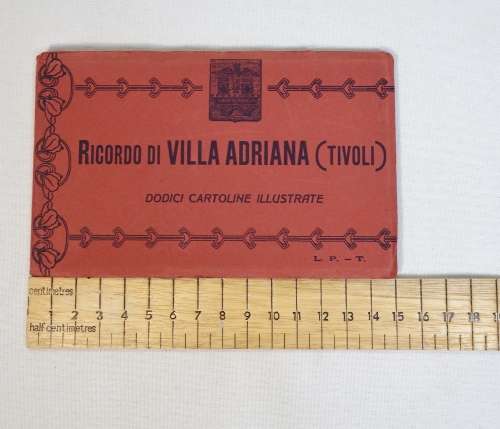 RICORDO DI VILLA ADRIANA (TIVOLI)
DODICI CARTOLINE ILLUSTRATE
L. P. – T.
centimetres
1 2 3 4 5 6 7 8 9 10 11 12 13 14 15 16 17 18
half-centimetres